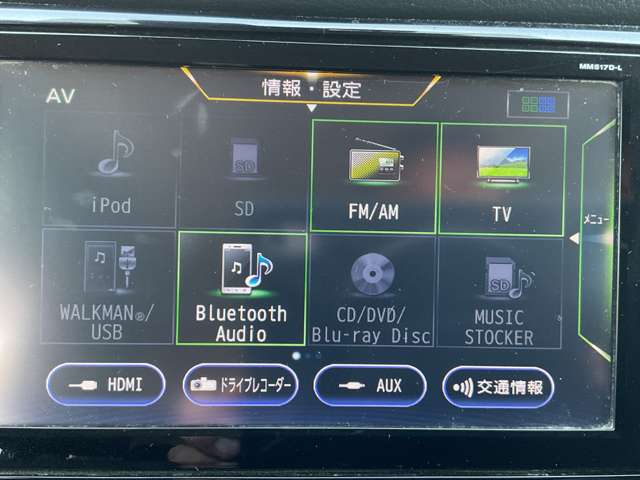 MM517D-L
情報・設定
AV
iPod
SD
SD
FM/AM
TV
メニュー
WALKMAN®/
USB
Bluetooth
Audio
CD/DVD/
Blu-ray Disc
SD
MUSIC
STOCKER
HDMI
ドライブレコーダー
AUX
交通情報